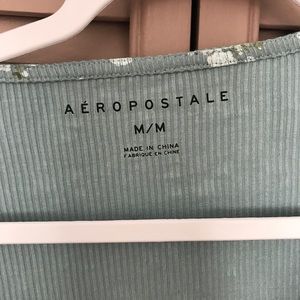 AÉROPOSTALE
M/M
MADE IN CHINA
FABRIQUÉ EN CHINE